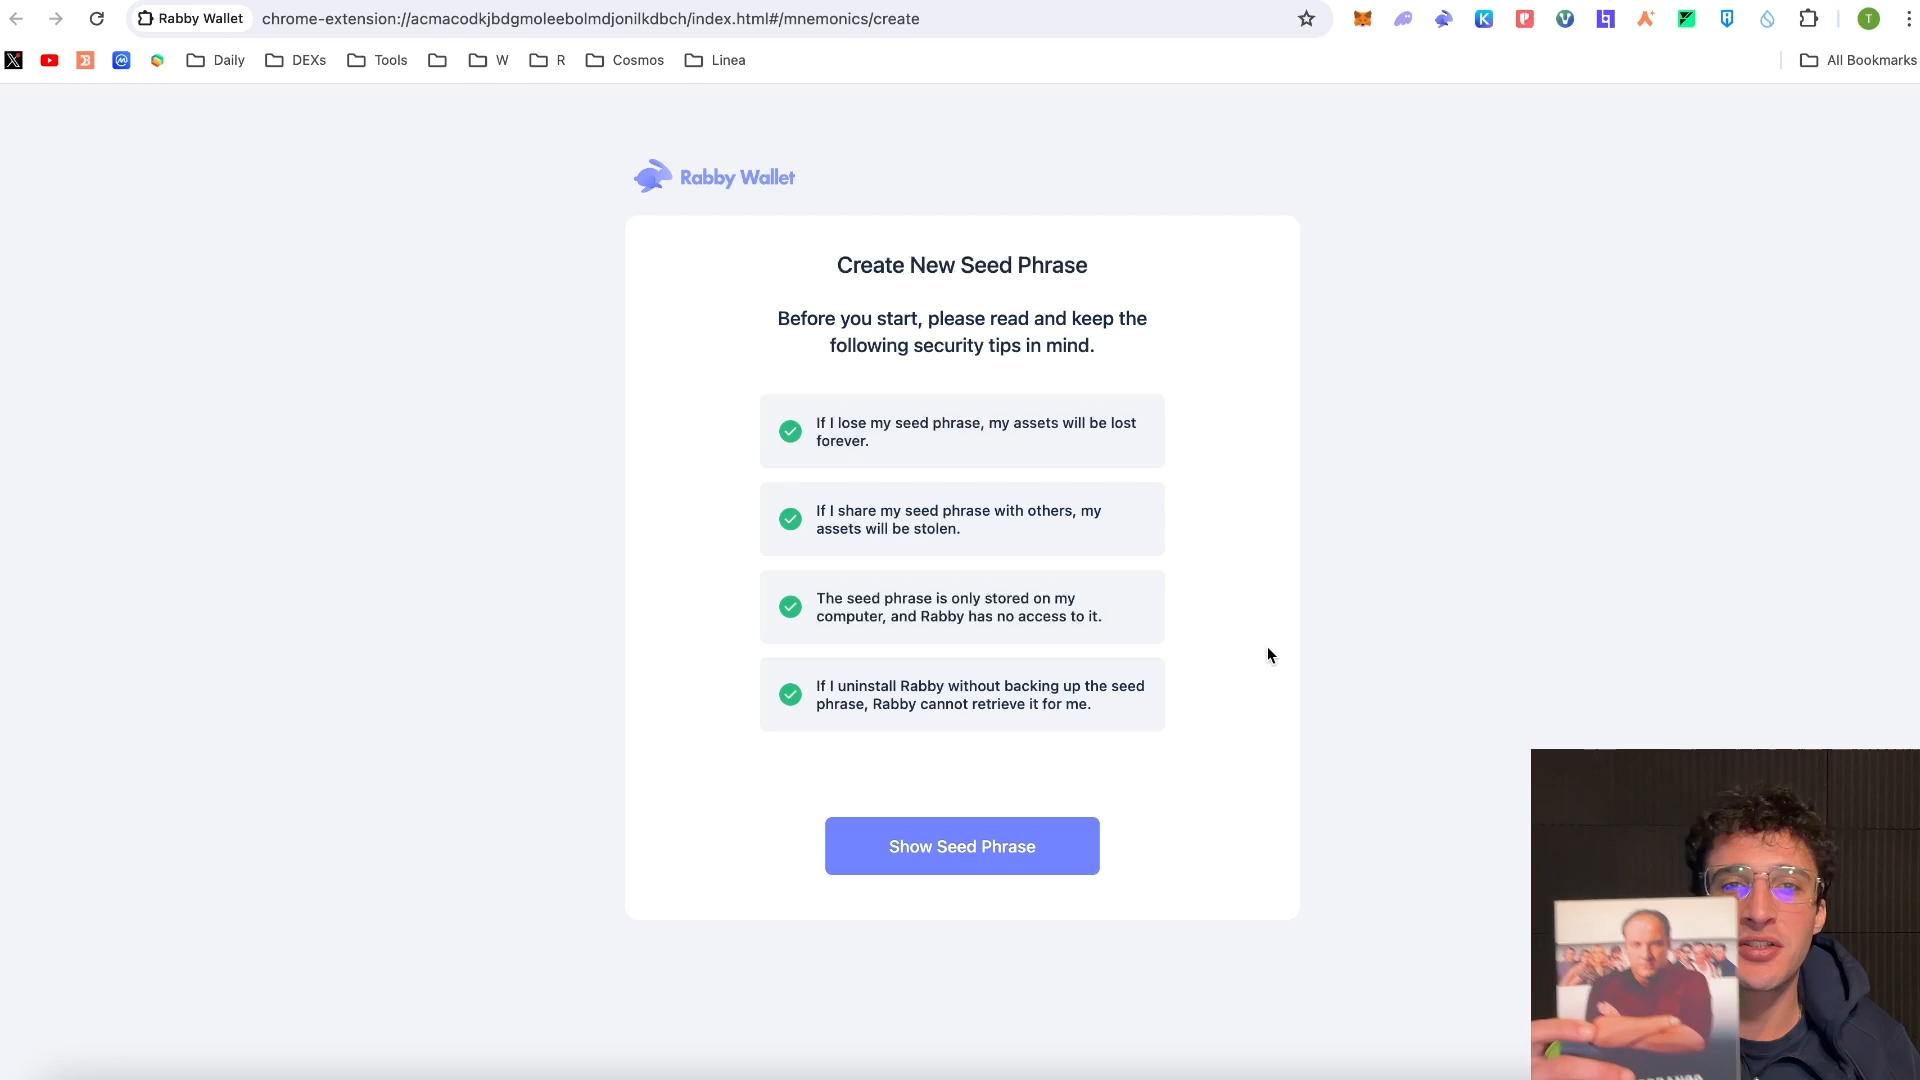 Rabby Wallet
chrome-extension://acmacodkjbdgmoleebolmdjonilkdbch/index.html#/mnemonics/create
T
Daily
DEXs
Tools
W
R
Cosmos
Linea
All Bookmarks
Rabby Wallet
Create New Seed Phrase
Before you start, please read and keep the
following security tips in mind.
If I lose my seed phrase, my assets will be lost
forever.
If I share my seed phrase with others, my
assets will be stolen.
The seed phrase is only stored on my
computer, and Rabby has no access to it.
If I uninstall Rabby without backing up the seed
phrase, Rabby cannot retrieve it for me.
Show Seed Phrase